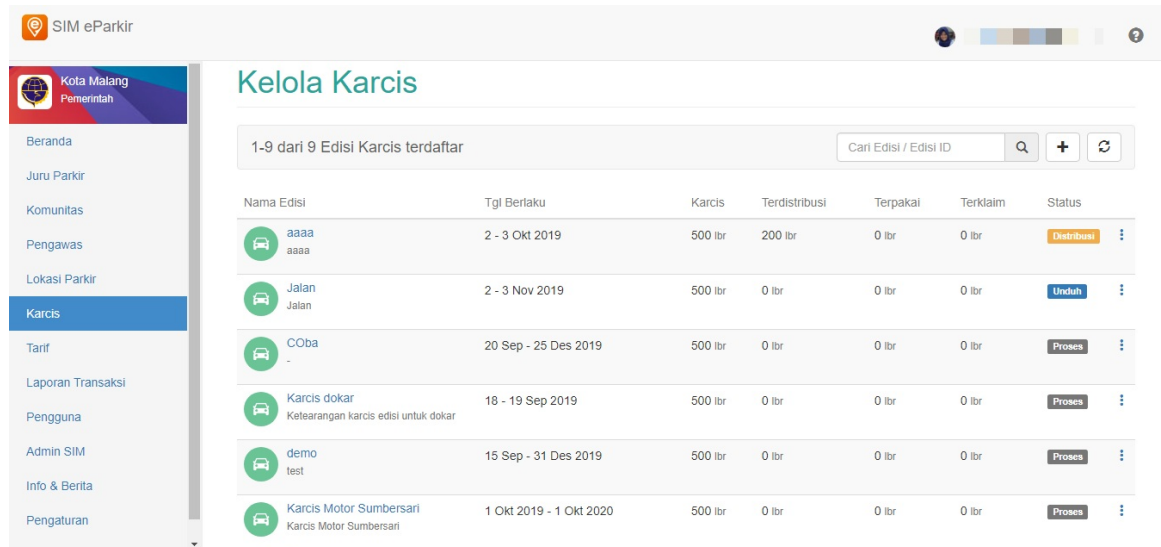 SIM eParkir
Kota Malang
Pemerintah
Beranda
Juru Parkir
Komunitas
Pengawas
Lokasi Parkir
Karcis
Tarif
Laporan Transaksi
Pengguna
Admin SIM
Info & Berita
Pengaturan
Kelola Karcis
1-9 dari 9 Edisi Karcis terdaftar Cari Edisi / Edisi ID
Nama Edisi Tgl Berlaku Karcis Terdistribusi Terpakai Terklaim Status
aaaa 2 - 3 Okt 2019 500 lbr 200 lbr 0 lbr 0 lbr Distribusi
aaaa
Jalan 2 - 3 Nov 2019 500 lbr 0 lbr 0 lbr 0 lbr Unduh
Jalan
COba 20 Sep - 25 Des 2019 500 lbr 0 lbr 0 lbr 0 lbr Proses
-
Karcis dokar 18 - 19 Sep 2019 500 lbr 0 lbr 0 lbr 0 lbr Proses
Ketearangan karcis edisi untuk dokar
demo 15 Sep - 31 Des 2019 500 lbr 0 lbr 0 lbr 0 lbr Proses
test
Karcis Motor Sumbersari 1 Okt 2019 - 1 Okt 2020 500 lbr 0 lbr 0 lbr 0 lbr Proses
Karcis Motor Sumbersari